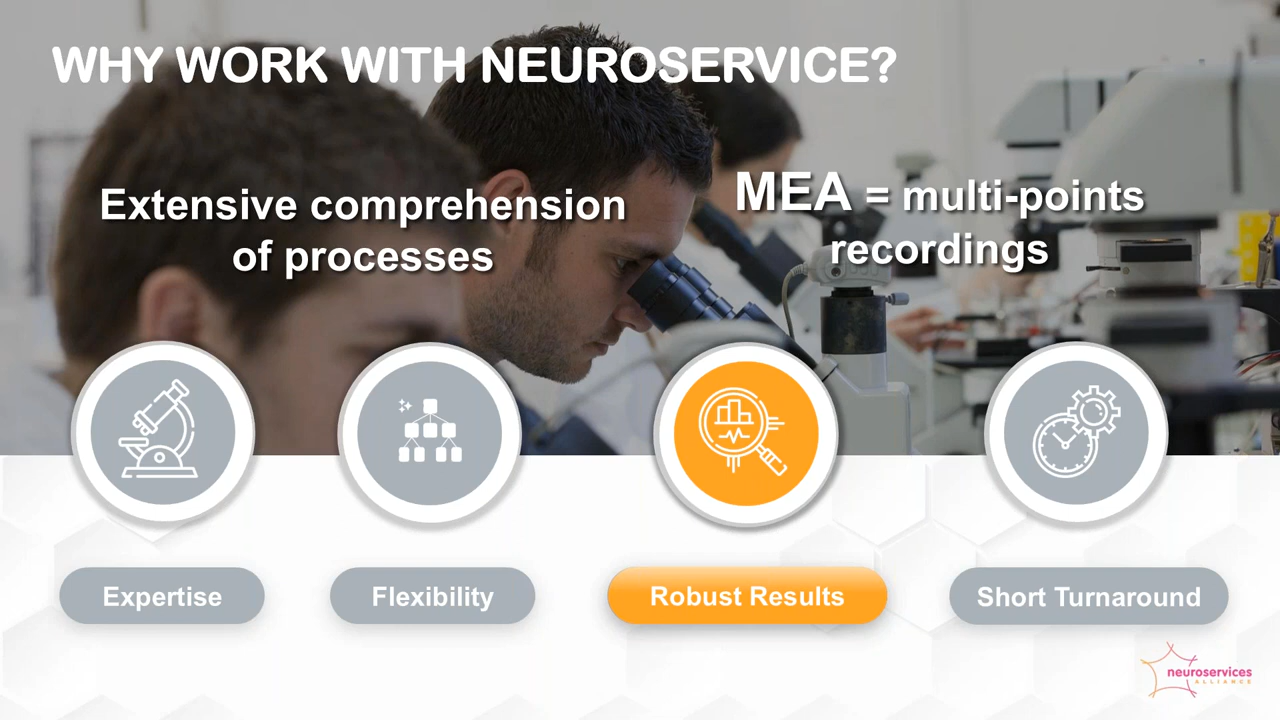 WHY WORK WITH NEUROSERVICE?
Extensive comprehension
of processes
MEA = multi-points
recordings
Expertise
Flexibility
Robust Results
Short Turnaround
neuroservices
ALLIANCE